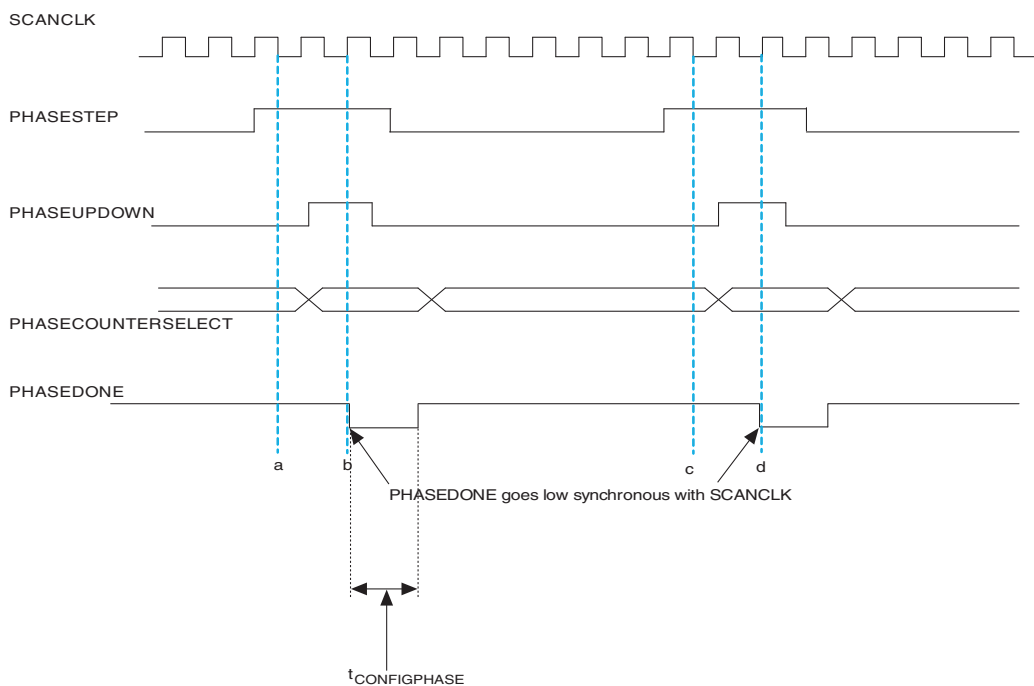 SCANCLK
PHASESTEP
PHASEUPDOWN
PHASECOUNTERSELECT
PHASEDONE
a
b
c
d
PHASEDONE goes low synchronous with SCANCLK
tCONFIGPHASE